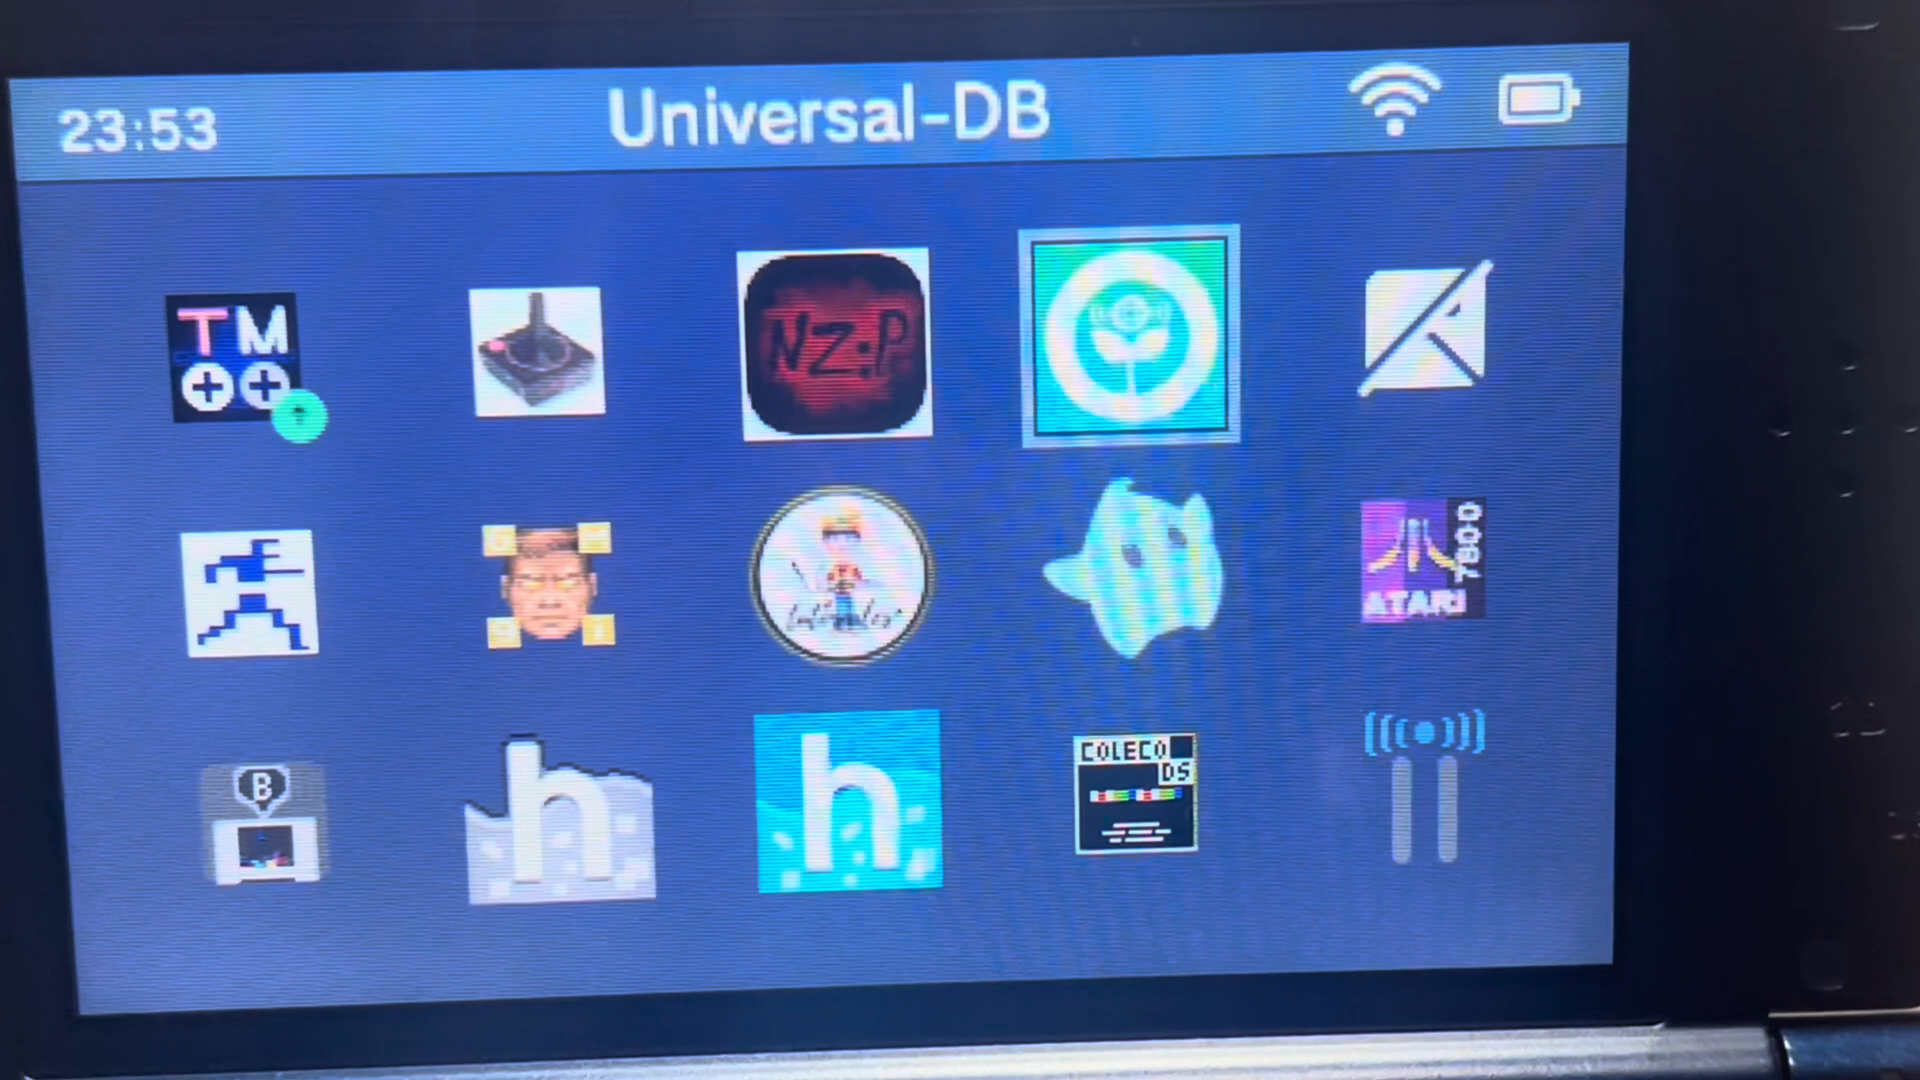 23:53 Universal-DB
TM
NZ:P
ATARI 7800
B
h
h
COLECO
DS